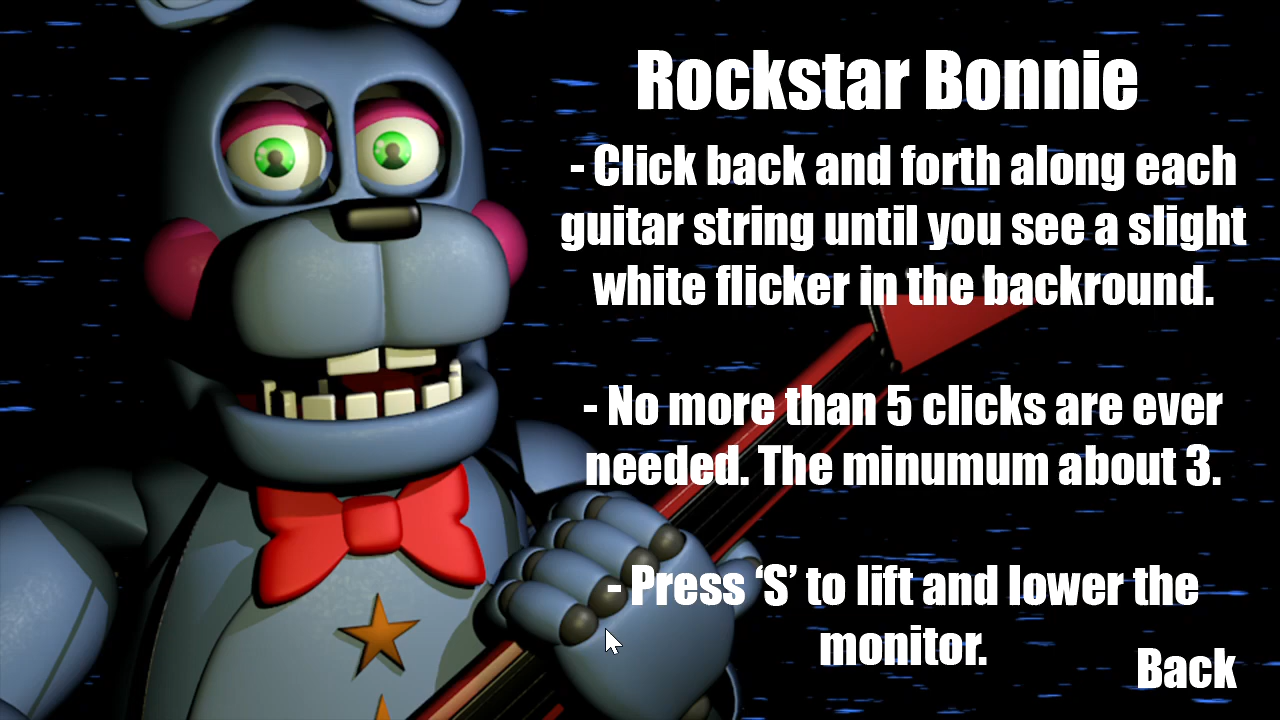 Rockstar Bonnie
- Click back and forth along each
guitar string until you see a slight
white flicker in the backround.
- No more than 5 clicks are ever
needed. The minumum about 3.
- Press ‘S’ to lift and lower the
monitor.
Back